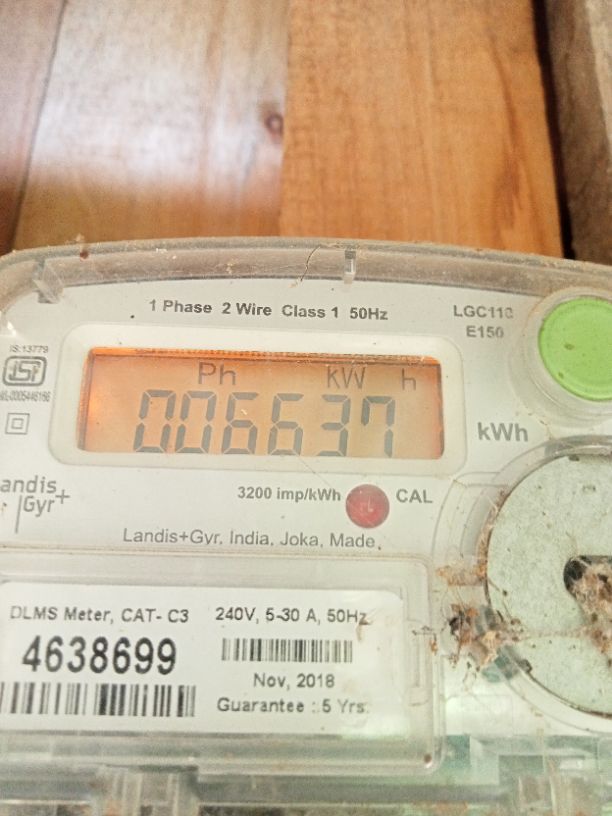 1 Phase 2 Wire Class 1 50Hz
LGC110
E150
IS:13779
ISI
Ph kW h
006637
kWh
andis
Gyr+
3200 imp/kWh
CAL
Landis+Gyr, India, Joka, Made
DLMS Meter, CAT- C3
240V, 5-30 A, 50Hz
4638699
Nov, 2018
Guarantee : 5 Yrs.